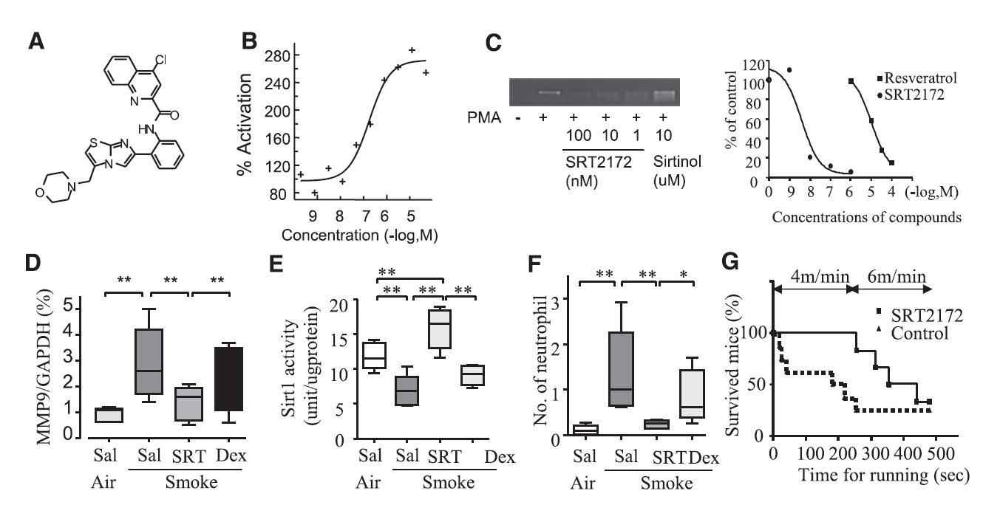 A
Cl
N
O
HN
S
N
N
N
O
B
% Activation
280
240
200
160
120
80
9 8 7 6 5
Concentration (-log,M)
C
PMA - + + + + +
100 10 1 10
SRT2172 Sirtinol
(nM) (uM)
% of control
120
100
80
60
40
20
0
Resveratrol
SRT2172
0 9 8 7 6 5 4 (-log,M)
Concentrations of compounds
D
MMP9/GAPDH (%)
** ** **
5
4
3
2
1
0
Sal Sal SRT Dex
Air Smoke
E
Sirt1 activity
(unit/ugprotein)
**
** ** **
20
15
10
5
0
Sal Sal SRT Dex
Air Smoke
F
No. of neutrophil
** ** *
3
2
1
0
Sal Sal SRT Dex
Air Smoke
G
Survived mice (%)
4m/min 6m/min
SRT2172
Control
100
50
0
0 100 200 300 400 500
Time for running (sec)